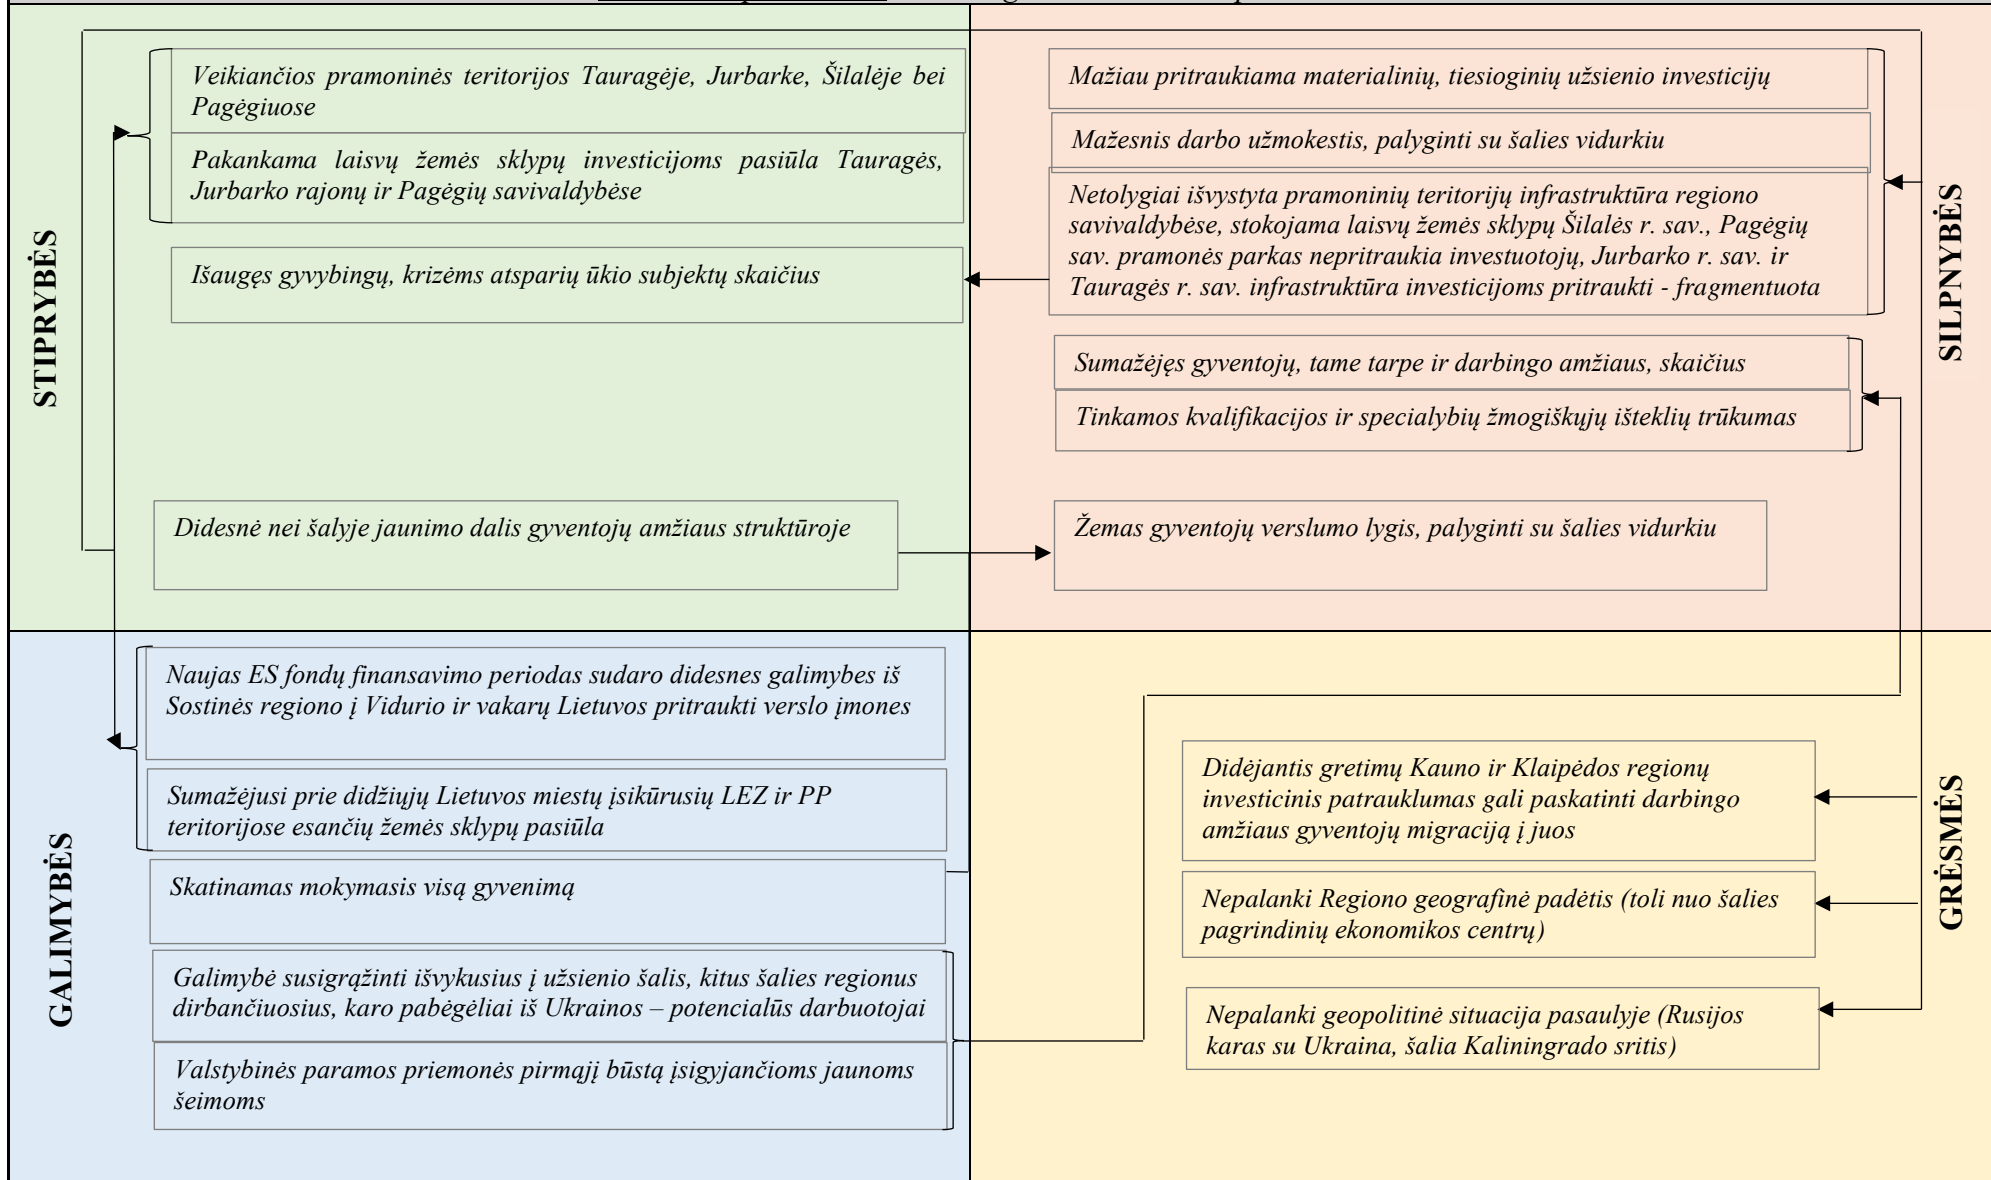 STIPRYBĖS
Veikiančios pramoninės teritorijos Tauragėje, Jurbarke, Šilalėje bei
Pagėgiuose
Pakankama laisvų žemės sklypų investicijoms pasiūla Tauragės,
Jurbarko rajonų ir Pagėgių savivaldybėse
Išaugęs gyvybingų, krizėms atsparių ūkio subjektų skaičius
Didesnė nei šalyje jaunimo dalis gyventojų amžiaus struktūroje
SILPNYBĖS
Mažiau pritraukiama materialinių, tiesioginių užsienio investicijų
Mažesnis darbo užmokestis, palyginti su šalies vidurkiu
Netolygiai išvystyta pramoninių teritorijų infrastruktūra regiono
savivaldybėse, stokojama laisvų žemės sklypų Šilalės r. sav., Pagėgių
sav. pramonės parkas nepritraukia investuotojų, Jurbarko r. sav. ir
Tauragės r. sav. infrastruktūra investicijoms pritraukti - fragmentuota
Sumažėjęs gyventojų, tame tarpe ir darbingo amžiaus, skaičius
Tinkamos kvalifikacijos ir specialybių žmogiškųjų išteklių trūkumas
Žemas gyventojų verslumo lygis, palyginti su šalies vidurkiu
GALIMYBĖS
Naujas ES fondų finansavimo periodas sudaro didesnes galimybes iš
Sostinės regiono į Vidurio ir vakarų Lietuvos pritraukti verslo įmones
Sumažėjusi prie didžiųjų Lietuvos miestų įsikūrusių LEZ ir PP
teritorijose esančių žemės sklypų pasiūla
Skatinamas mokymasis visą gyvenimą
Galimybė susigrąžinti išvykusius į užsienio šalis, kitus šalies regionus
dirbančiuosius, karo pabėgėliai iš Ukrainos – potencialūs darbuotojai
Valstybinės paramos priemonės pirmąjį būstą įsigyjančioms jaunoms
šeimoms
GRĖSMĖS
Didėjantis gretimų Kauno ir Klaipėdos regionų
investicinis patrauklumas gali paskatinti darbingo
amžiaus gyventojų migraciją į juos
Nepalanki Regiono geografinė padėtis (toli nuo šalies
pagrindinių ekonomikos centrų)
Nepalanki geopolitinė situacija pasaulyje (Rusijos
karas su Ukraina, šalia Kaliningrado sritis)